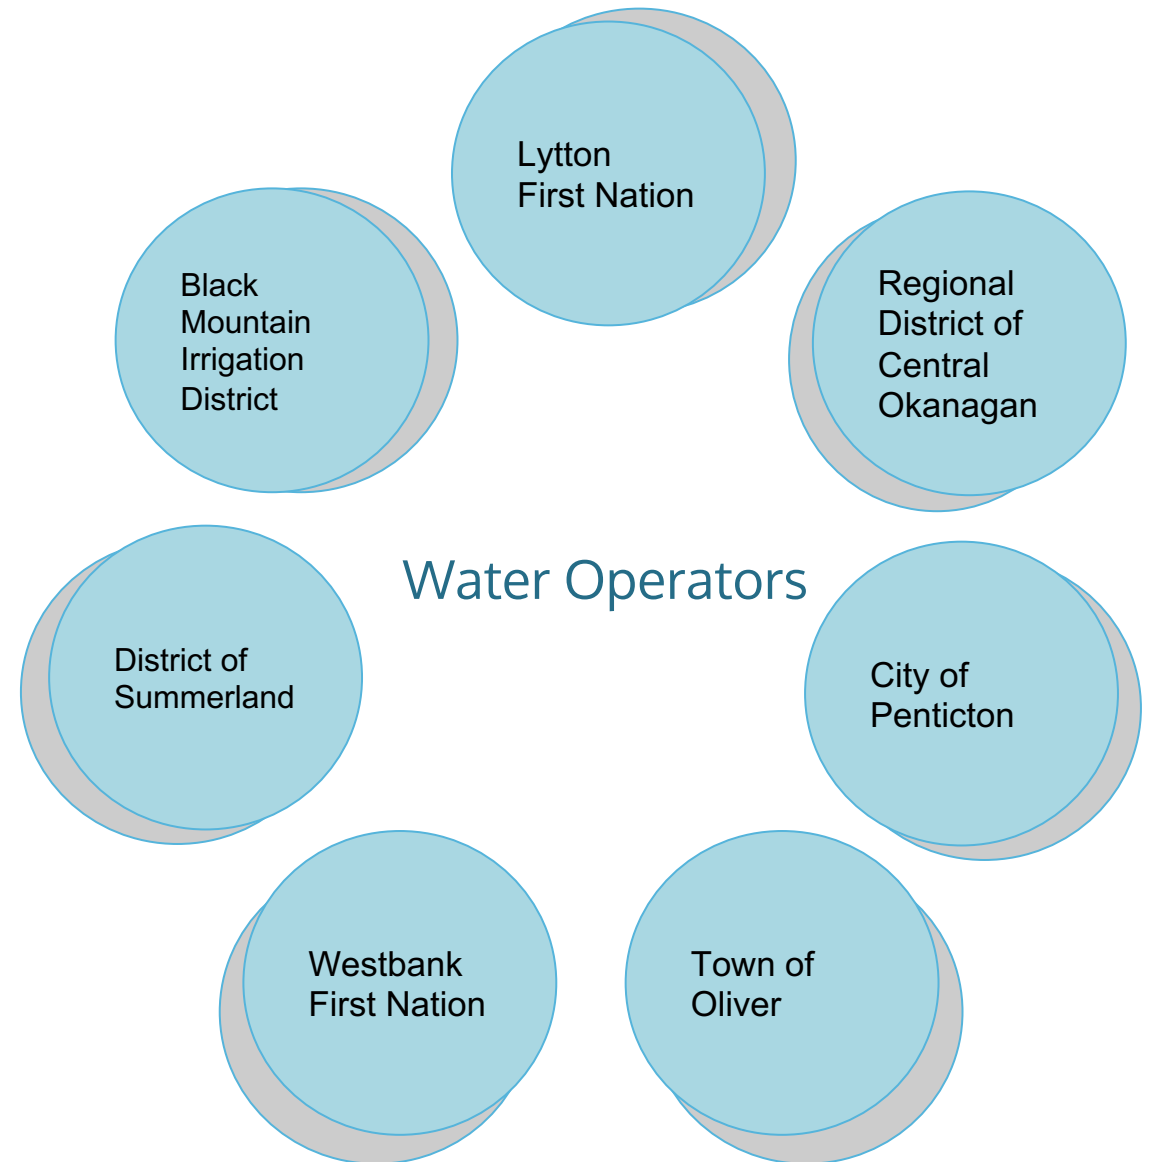 Lytton
First Nation
Black
Mountain
Irrigation
District
Regional
District of
Central
Okanagan
Water Operators
District of
Summerland
City of
Penticton
Westbank
First Nation
Town of
Oliver